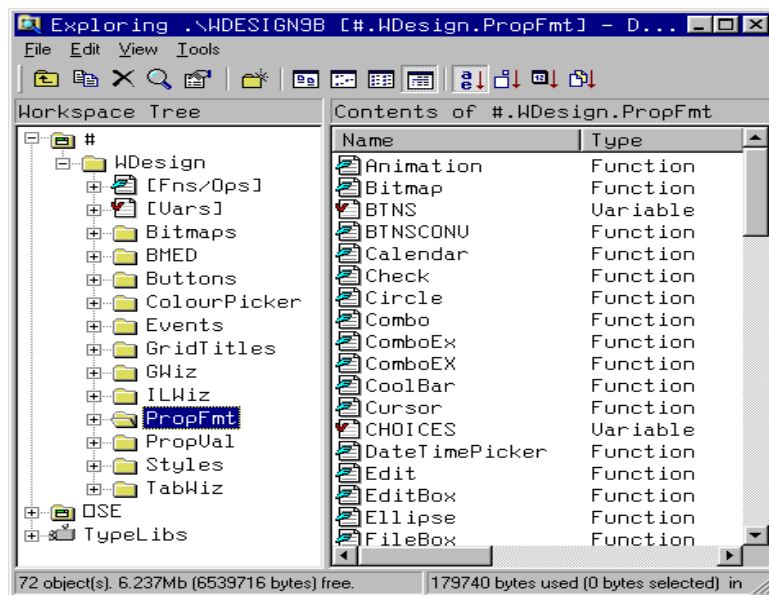 Exploring .\WDESIGN9B [#.WDesign.PropFmt] - D...
File Edit View Tools
Workspace Tree
Contents of #.WDesign.PropFmt
#
WDesign
[Fns/Ops]
[Vars]
Bitmaps
BMED
Buttons
ColourPicker
Events
GridTitles
GWiz
ILWiz
PropFmt
PropVal
Styles
TabWiz
OSE
TypeLibs
Name Type
Animation Function
Bitmap Function
BTNS Variable
BTNSCONV Function
Calendar Function
Check Function
Circle Function
Combo Function
ComboEx Function
ComboEX Function
CoolBar Function
Cursor Function
CHOICES Variable
DateTimePicker Function
Edit Function
EditBox Function
Ellipse Function
FileBox Function
72 object(s). 6.237Mb (6539716 bytes) free.
179740 bytes used (0 bytes selected) in